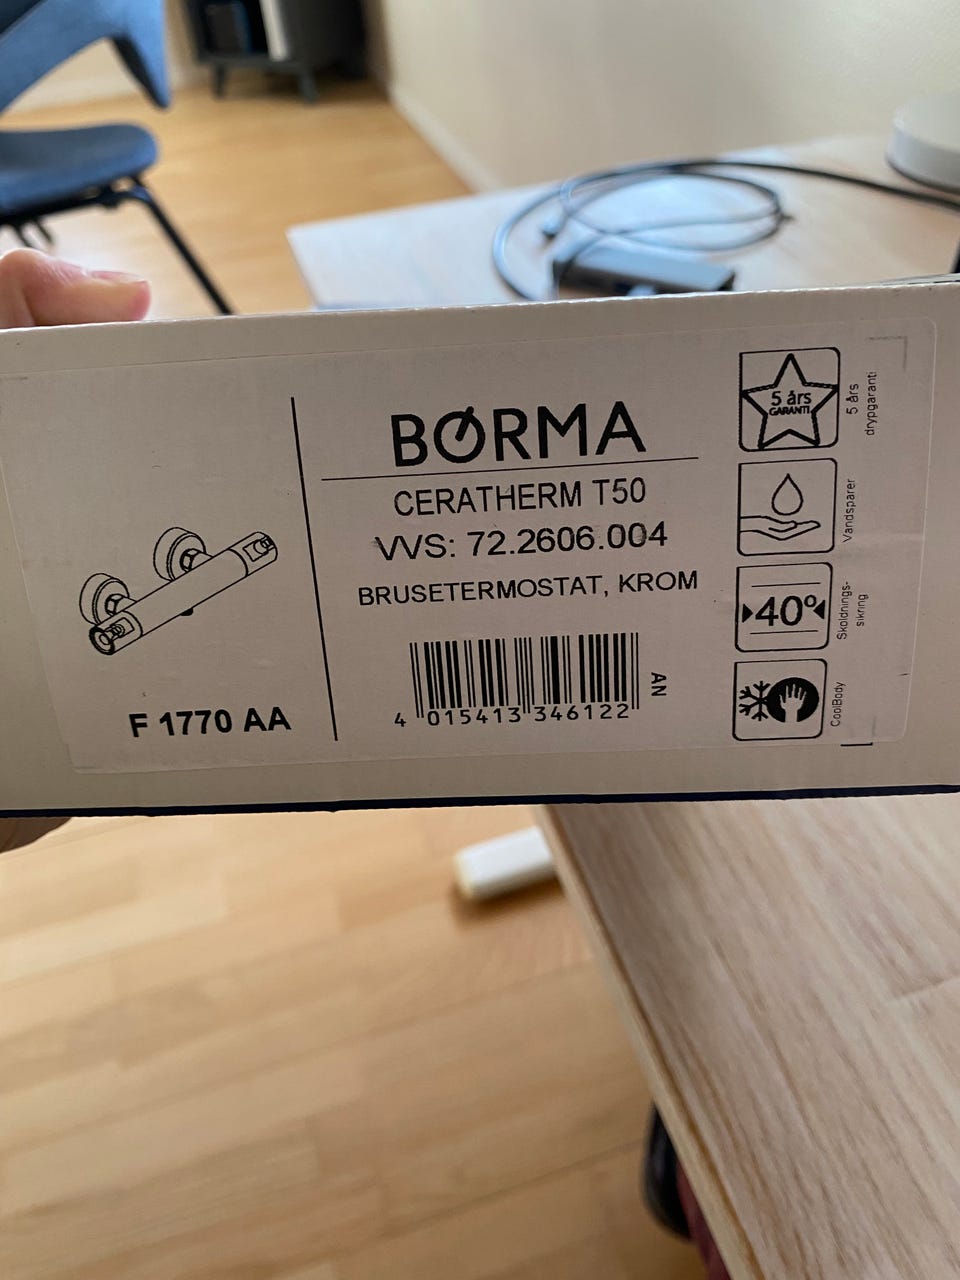 BØRMA
CERATHERM T50
VVS: 72.2606.004
BRUSETERMOSTAT, KROM
4 015413 346122
AN
F 1770 AA
5 års
GARANTI
5 års
drypgaranti
Vandsparer
40°
Skoldnings-
sikring
CoolBody